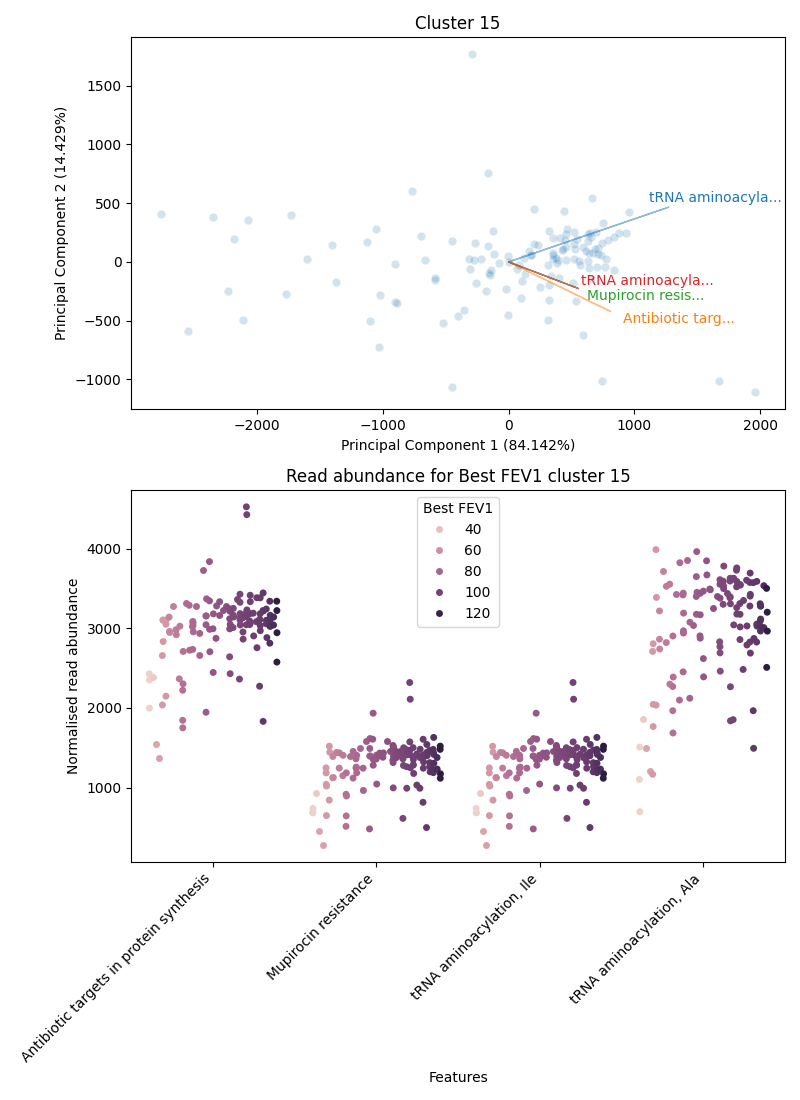 Cluster 15
Principal Component 2 (14.429%)
1500
1000
500
0
−500
−1000
tRNA aminoacyla...
tRNA aminoacyla...
Mupirocin resis...
Antibiotic targ...
−2000
−1000
0
1000
2000
Principal Component 1 (84.142%)
Read abundance for Best FEV1 cluster 15
Normalised read abundance
4000
3000
2000
1000
Best FEV1
40
60
80
100
120
Antibiotic targets in protein synthesis
Mupirocin resistance
tRNA aminoacylation, Ile
tRNA aminoacylation, Ala
Features